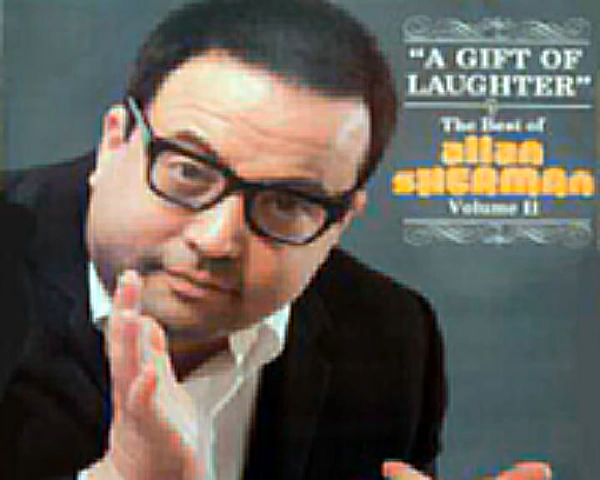 "A GIFT OF
LAUGHTER"
The Best of
allan
SHERMAN
Volume II